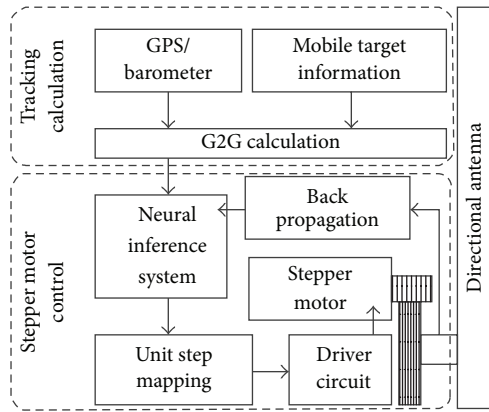 Tracking
calculation
GPS/
barometer
Mobile target
information
G2G calculation
Stepper motor
control
Neural
inference
system
Back
propagation
Stepper
motor
Unit step
mapping
Driver
circuit
Directional antenna